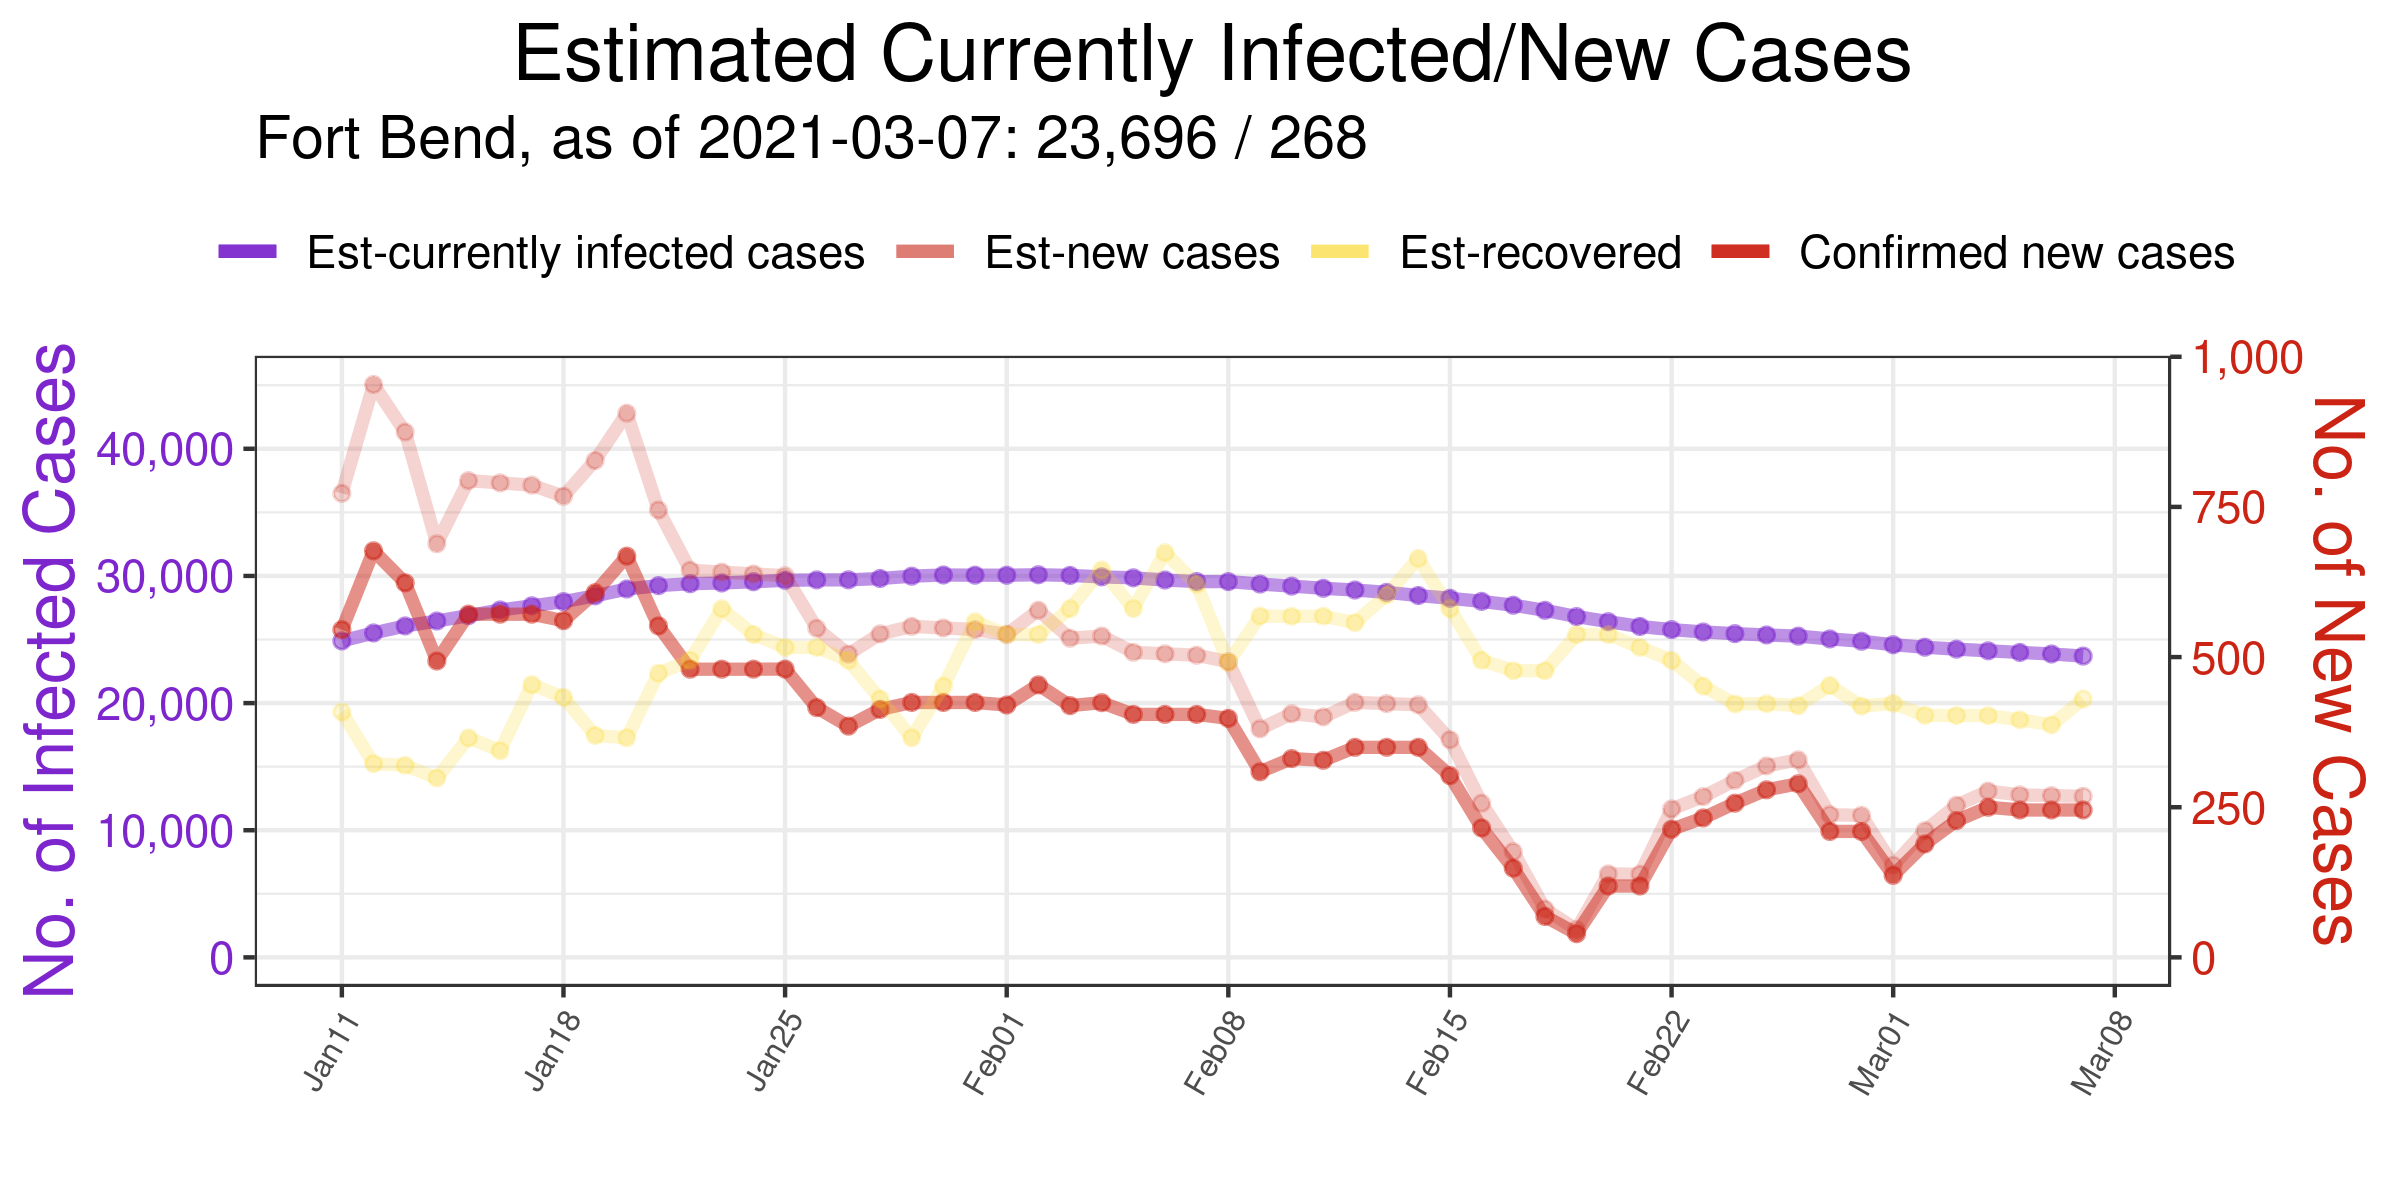 Estimated Currently Infected/New Cases
Fort Bend, as of 2021-03-07: 23,696 / 268
Est-currently infected cases Est-new cases Est-recovered Confirmed new cases
No. of Infected Cases
40,000
30,000
20,000
10,000
0
1,000
750
500
250
0
No. of New Cases
Jan11 Jan18 Jan25 Feb01 Feb08 Feb15 Feb22 Mar01 Mar08